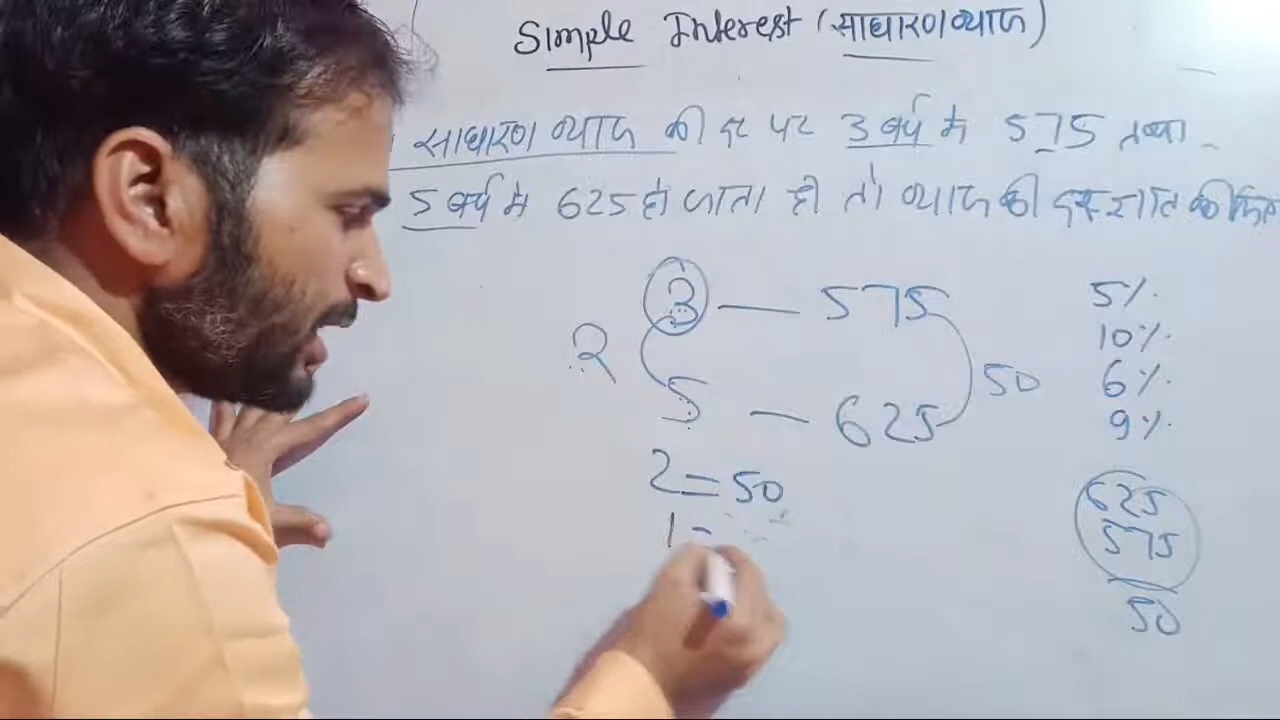 Simple Interest (साधारण ब्याज)
साधारण ब्याज की दर पर 3 वर्ष मे 575 तथा
5 वर्ष मे 625 हो जाता है तो ब्याज की दर ज्ञात की
3 — 575
5 — 625
2
50
2 = 50
1 =
5%
10%
6%
9%
625
575
50